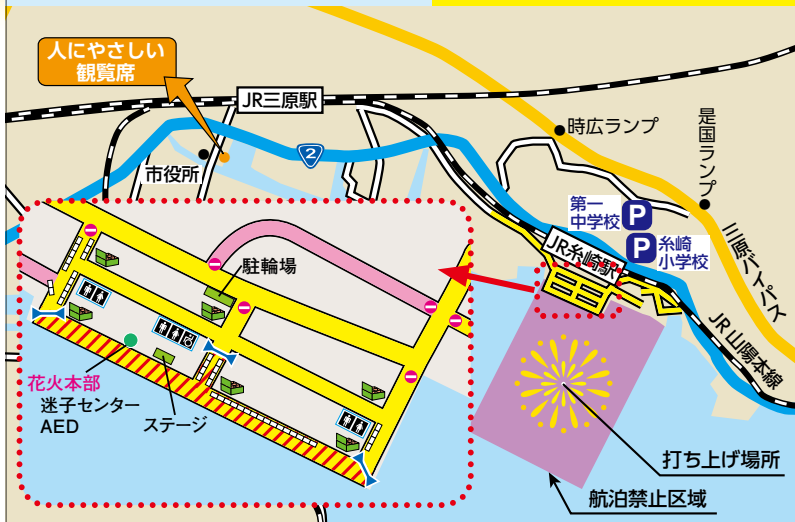 人にやさしい
観覧席
JR三原駅
2
市役所
時広ランプ
是国ランプ
第一
中学校
P
P
糸崎
小学校
JR糸崎駅
三原バイパス
JR山陽本線
駐輪場
花火本部
迷子センター
AED
ステージ
打ち上げ場所
航泊禁止区域